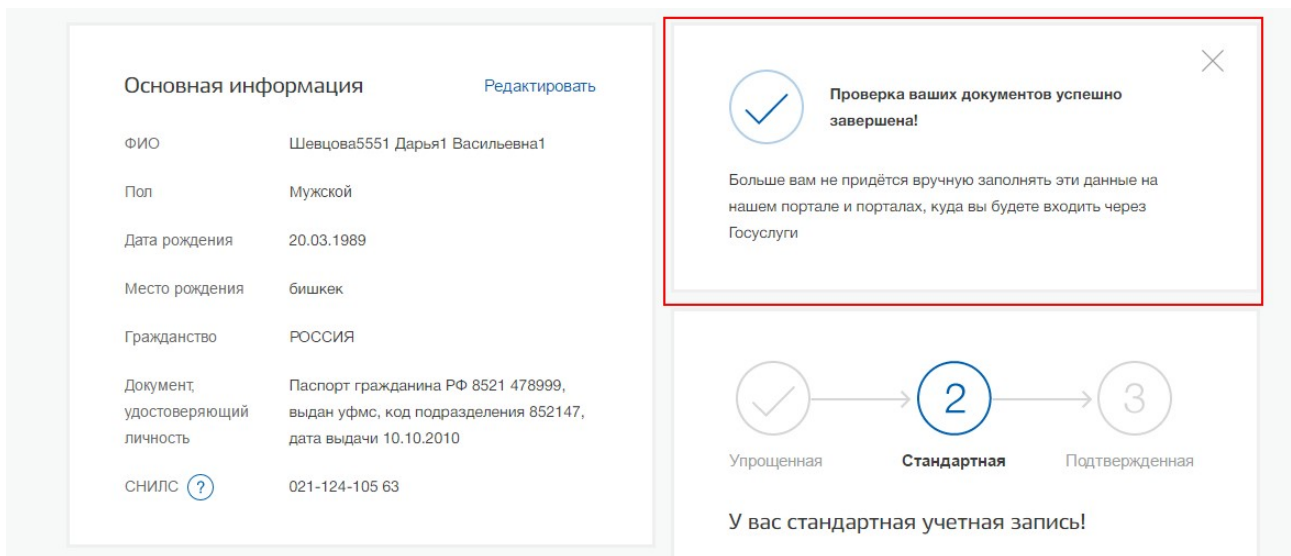 Основная информация
Редактировать
ФИО
Шевцова5551 Дарья1 Васильевна1
Пол
Мужской
Дата рождения
20.03.1989
Место рождения
бишкек
Гражданство
РОССИЯ
Документ,
удостоверяющий
личность
Паспорт гражданина РФ 8521 478999,
выдан уфмс, код подразделения 852147,
дата выдачи 10.10.2010
СНИЛС ?
021-124-105 63
Проверка ваших документов успешно
завершена!
Больше вам не придётся вручную заполнять эти данные на
нашем портале и порталах, куда вы будете входить через
Госуслуги
2
3
Упрощенная
Стандартная
Подтвержденная
У вас стандартная учетная запись!